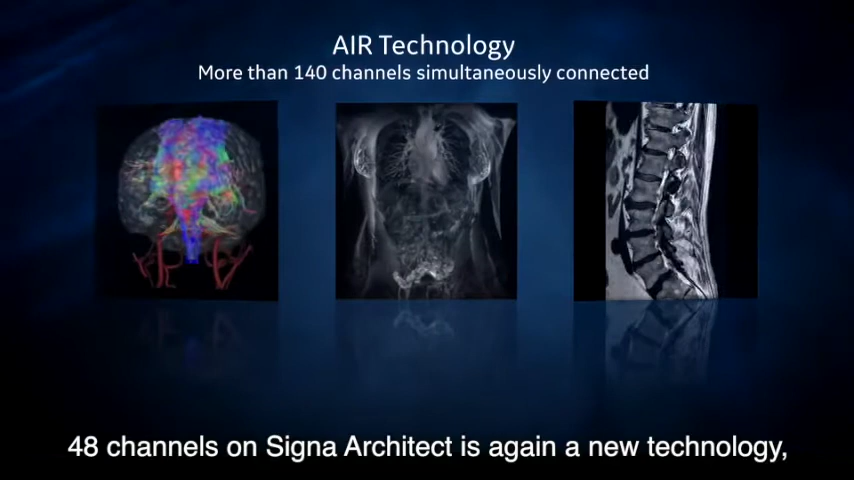 AIR Technology
More than 140 channels simultaneously connected
48 channels on Signa Architect is again a new technology,